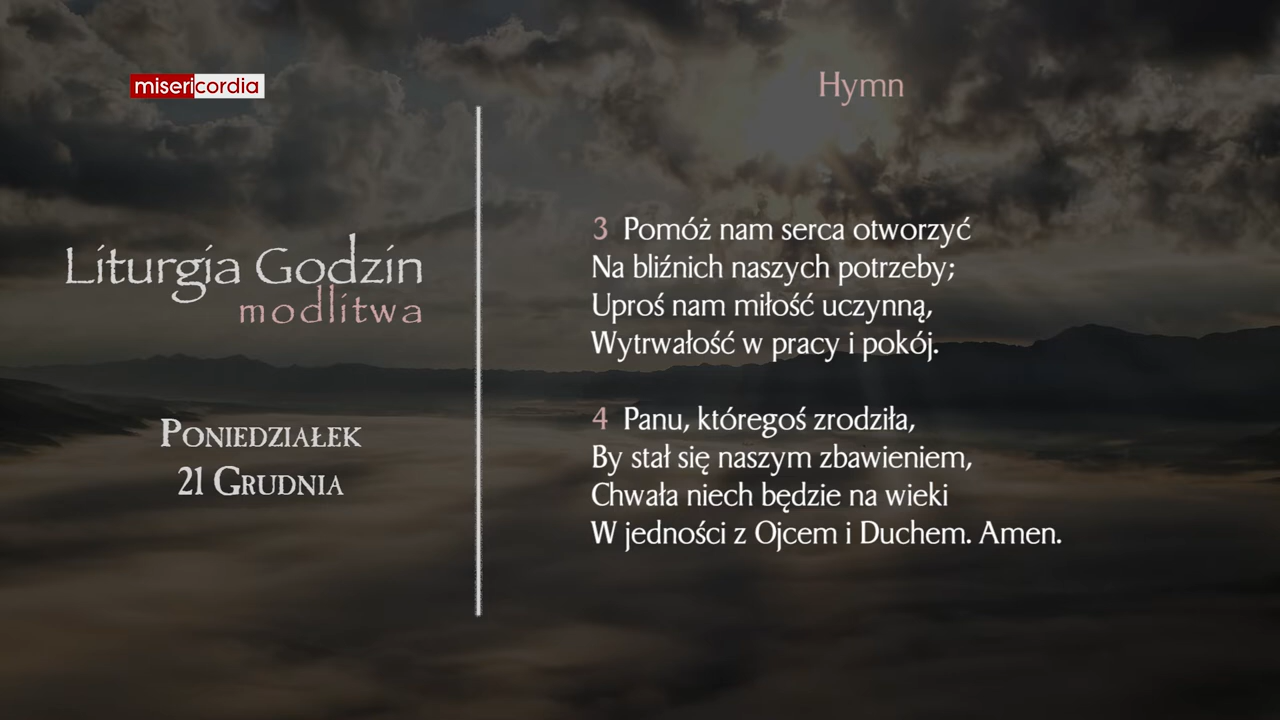 misericordia
Liturgia Godzin
modlitwa
Poniedziałek
21 Grudnia
Hymn
3 Pomóż nam serca otworzyć
Na bliźnich naszych potrzeby;
Uproś nam miłość uczynną,
Wytrwałość w pracy i pokój.
4 Panu, któregoś zrodziła,
By stał się naszym zbawieniem,
Chwała niech będzie na wieki
W jedności z Ojcem i Duchem. Amen.